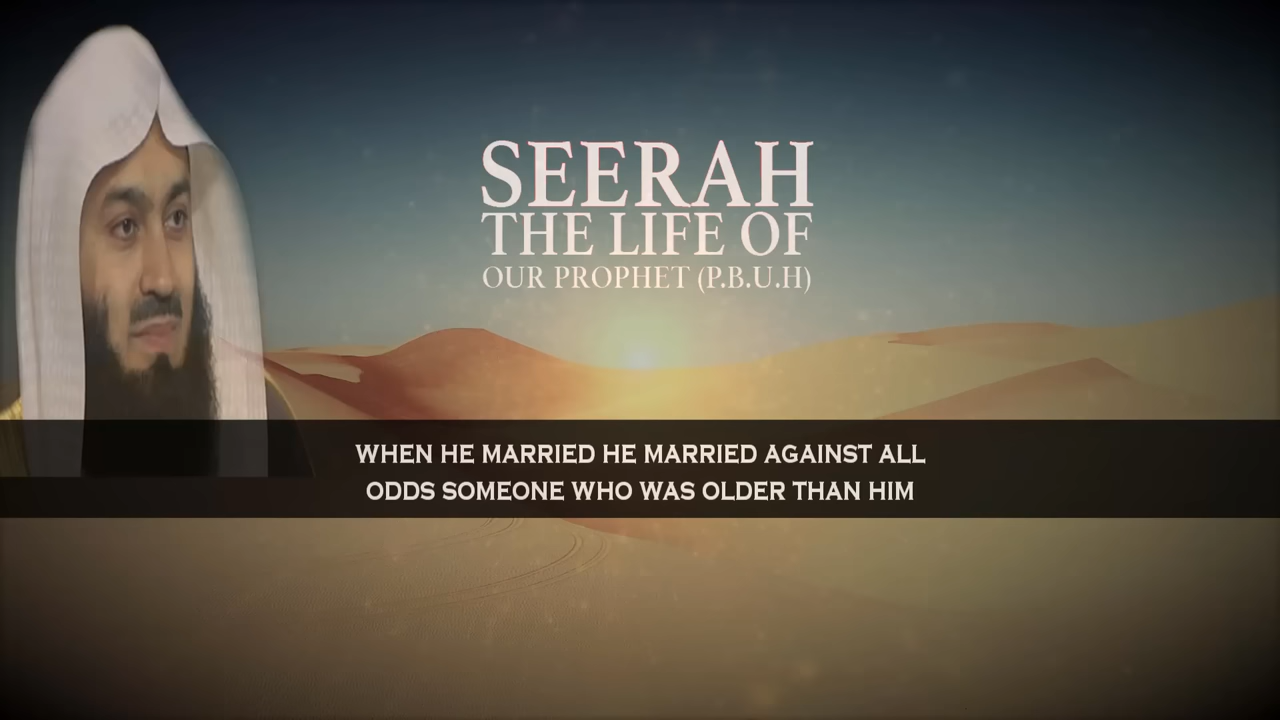 SEERAH
THE LIFE OF
OUR PROPHET (P.B.U.H)
WHEN HE MARRIED HE MARRIED AGAINST ALL
ODDS SOMEONE WHO WAS OLDER THAN HIM